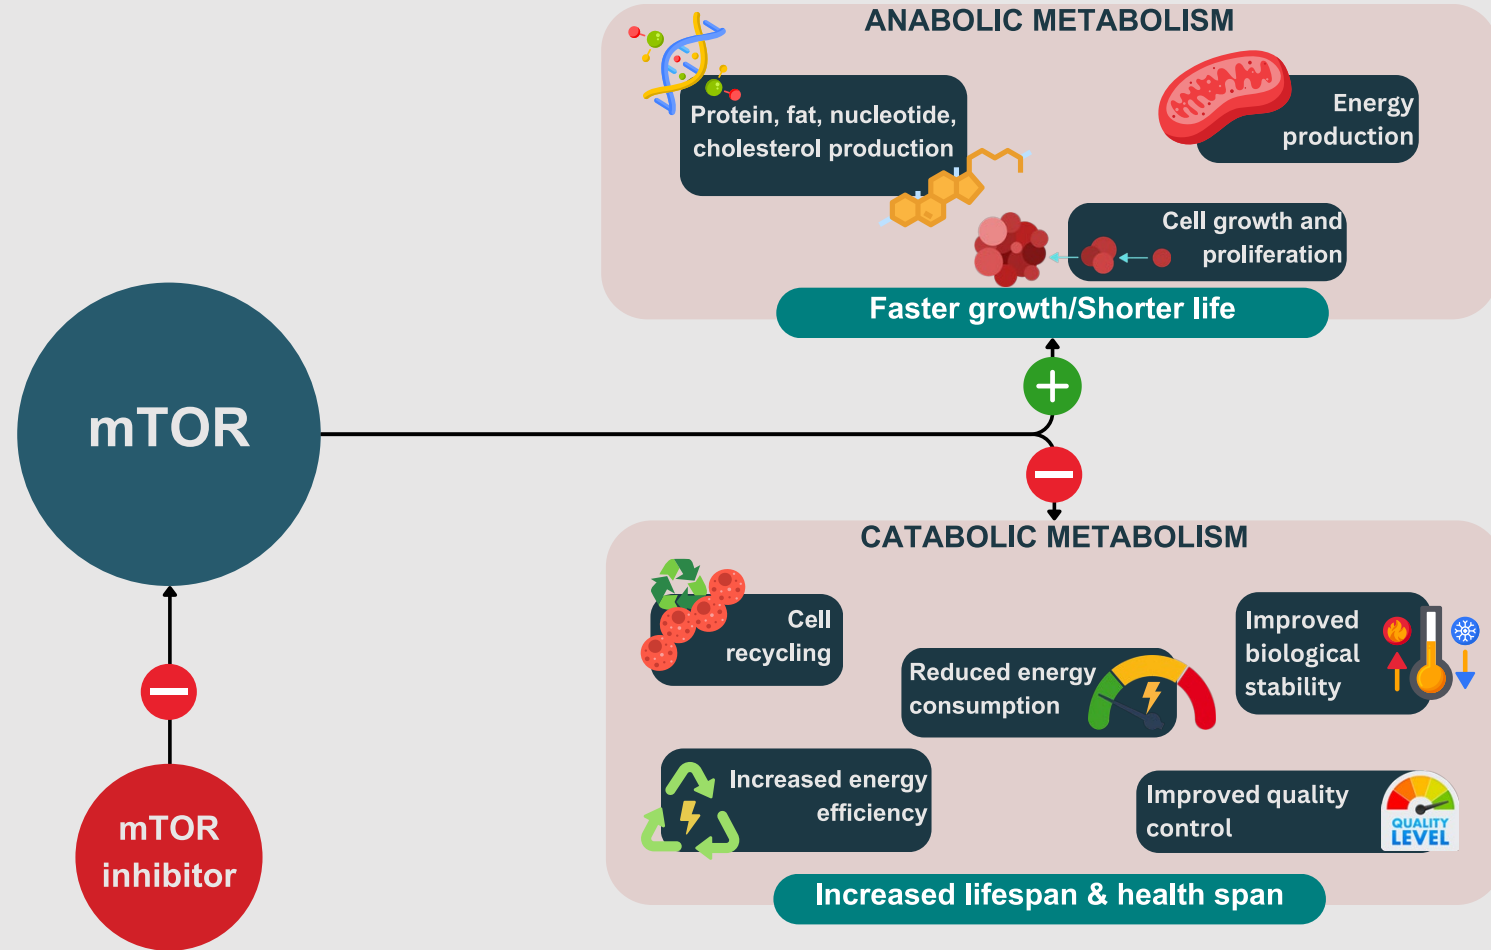 ANABOLIC METABOLISM
Protein, fat, nucleotide,
cholesterol production
Energy
production
Cell growth and
proliferation
Faster growth/Shorter life
mTOR
CATABOLIC METABOLISM
Cell
recycling
Reduced energy
consumption
Improved
biological
stability
Increased energy
efficiency
Improved quality
control
QUALITY
LEVEL
Increased lifespan & health span
mTOR
inhibitor